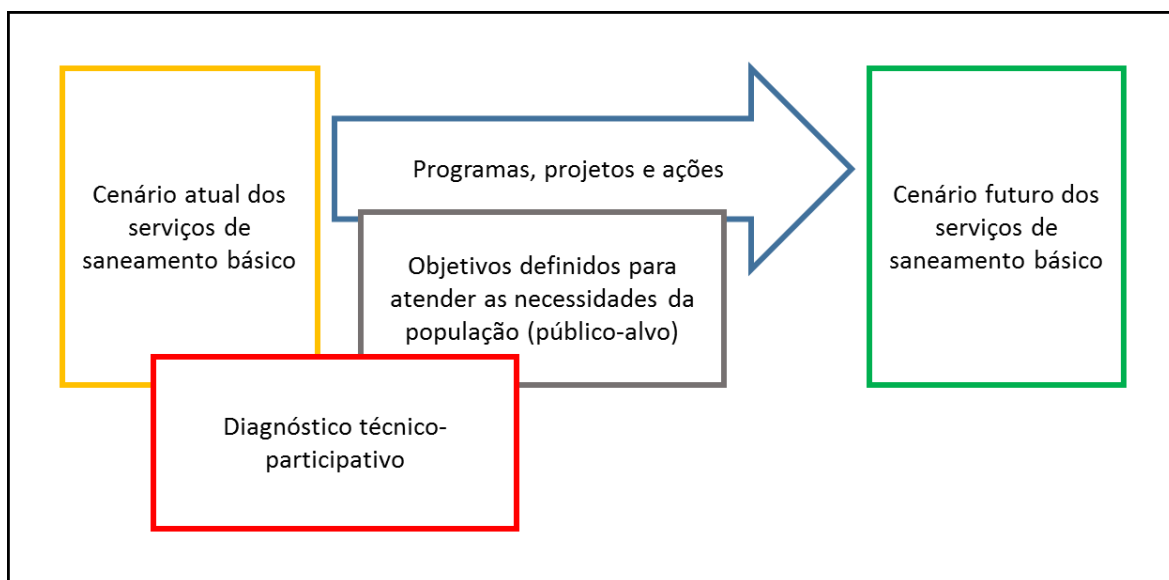 Cenário atual dos
serviços de
saneamento básico
Programas, projetos e ações
Objetivos definidos para
atender as necessidades da
população (público-alvo)
Diagnóstico técnico-
participativo
Cenário futuro dos
serviços de
saneamento básico